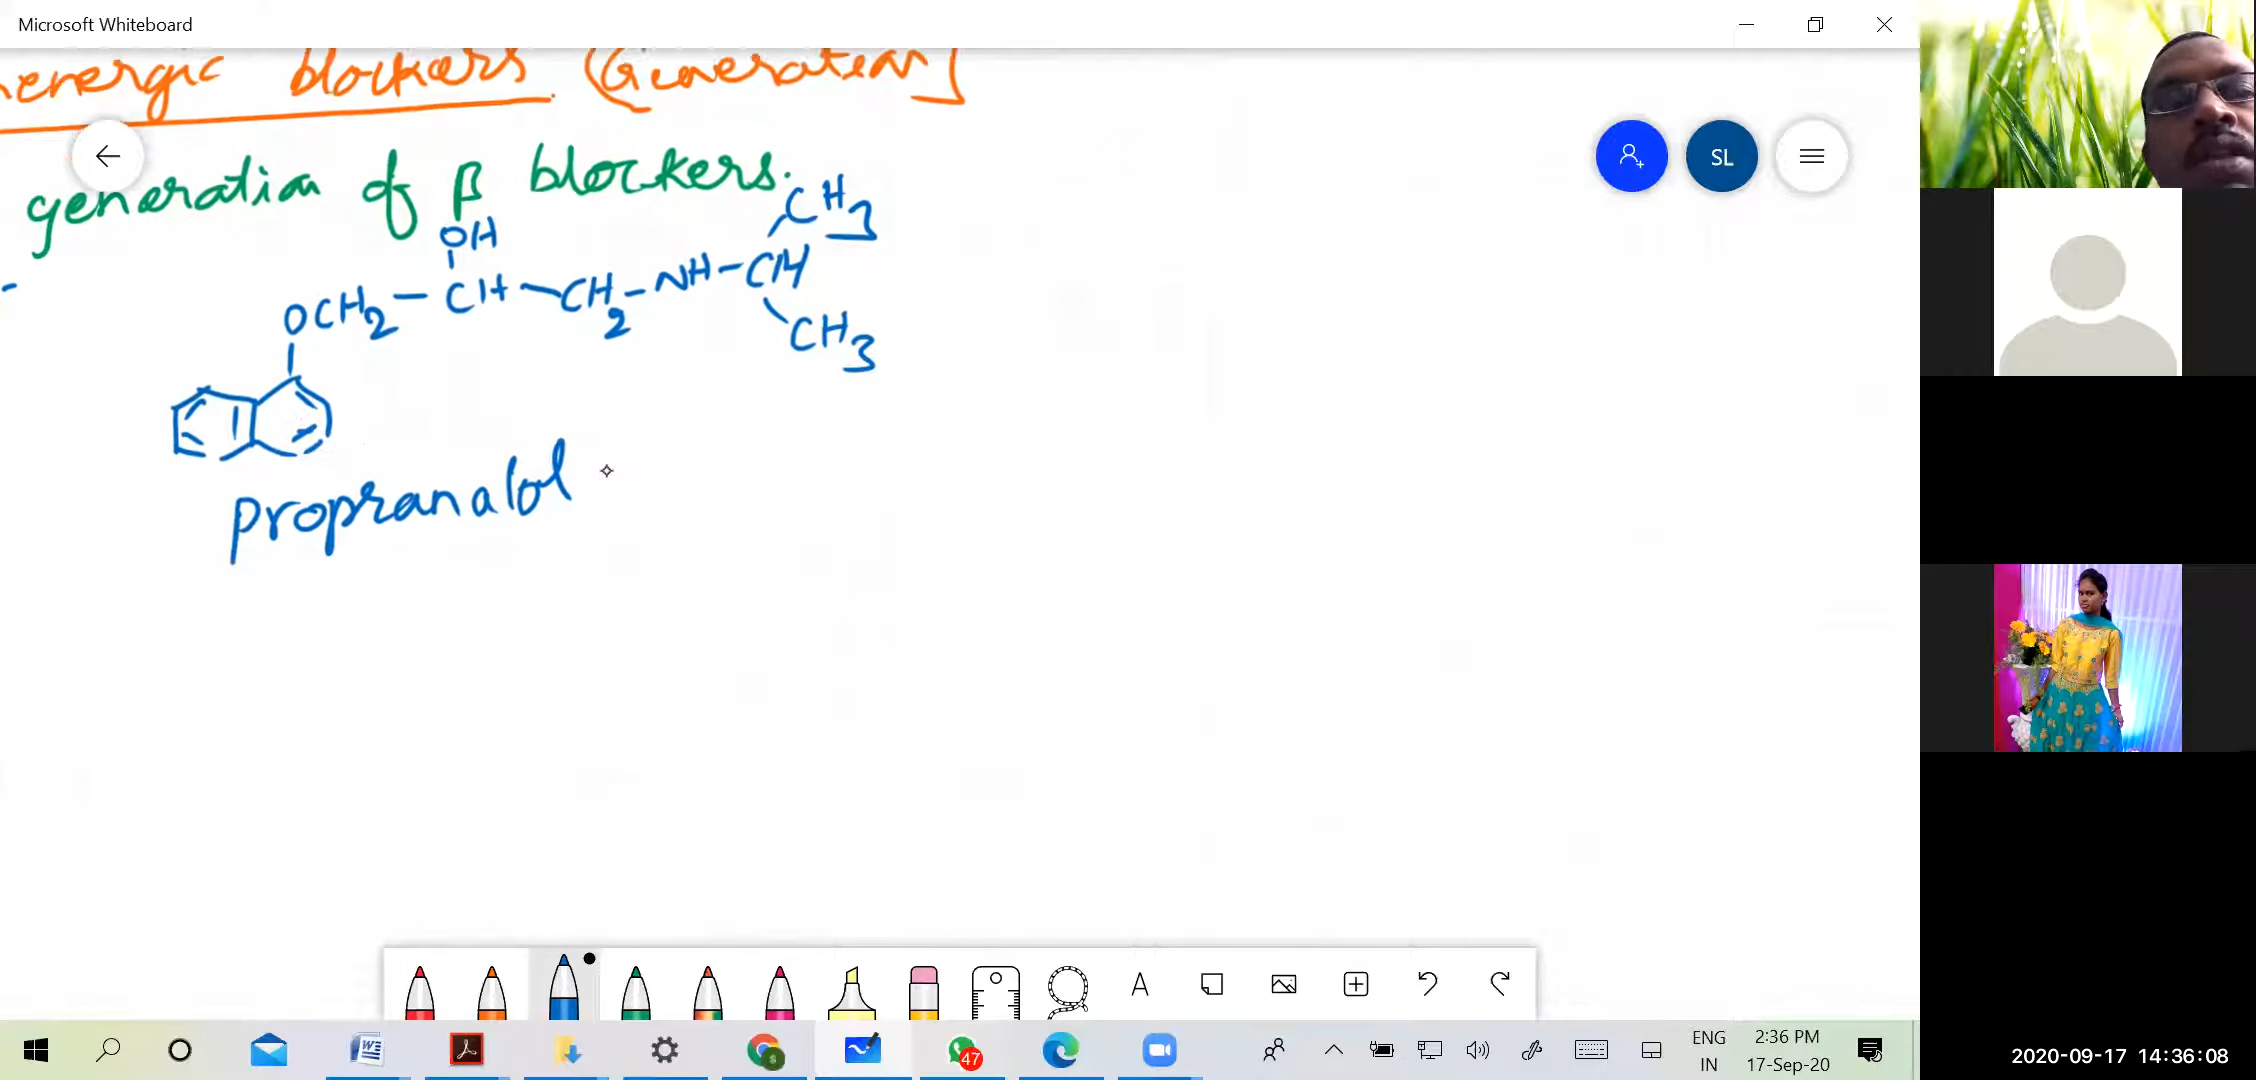 Microsoft Whiteboard
energic blockers (Generation]
generation of β blockers.
SL
OCH2 – CH – CH2 – NH – CH
OH
CH3
CH3
propranalol
A
47
ENG
IN
2:36 PM
17-Sep-20
2020-09-17 14:36:08